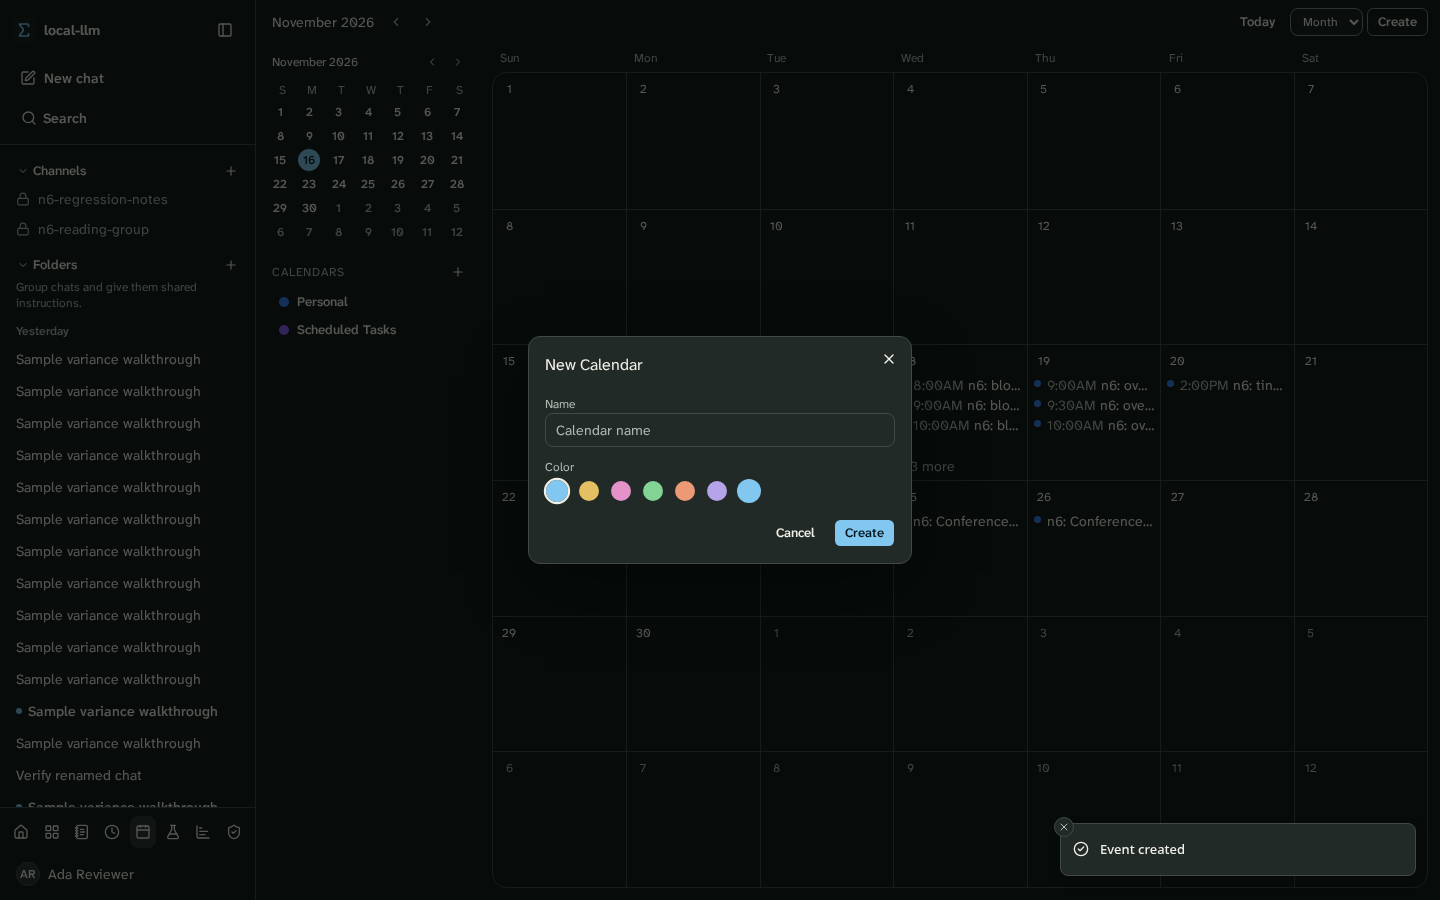 local-llm
New chat
Search
Channels
n6-regression-notes
n6-reading-group
Folders
Group chats and give them shared
instructions.
Yesterday
Sample variance walkthrough
Sample variance walkthrough
Sample variance walkthrough
Sample variance walkthrough
Sample variance walkthrough
Sample variance walkthrough
Sample variance walkthrough
Sample variance walkthrough
Sample variance walkthrough
Sample variance walkthrough
Sample variance walkthrough
Sample variance walkthrough
Sample variance walkthrough
Verify renamed chat
Sample variance walkthrough
AR Ada Reviewer
November 2026
Today Month Create
November 2026
S M T W T F S
1 2 3 4 5 6 7
8 9 10 11 12 13 14
15 16 17 18 19 20 21
22 23 24 25 26 27 28
29 30 1 2 3 4 5
6 7 8 9 10 11 12
CALENDARS
Personal
Scheduled Tasks
Sun Mon Tue Wed Thu Fri Sat
1 2 3 4 5 6 7
8 9 10 11 12 13 14
15 19 20 21
8:00AM n6: blo... 9:00AM n6: ov... 2:00PM n6: tin...
9:00AM n6: blo... 9:30AM n6: ove...
10:00AM n6: bl... 10:00AM n6: ov...
3 more
22 26 27 28
n6: Conference... n6: Conference...
29 30 1 2 3 4 5
6 7 8 9 10 11 12
New Calendar
Name
Calendar name
Color
Cancel Create
Event created